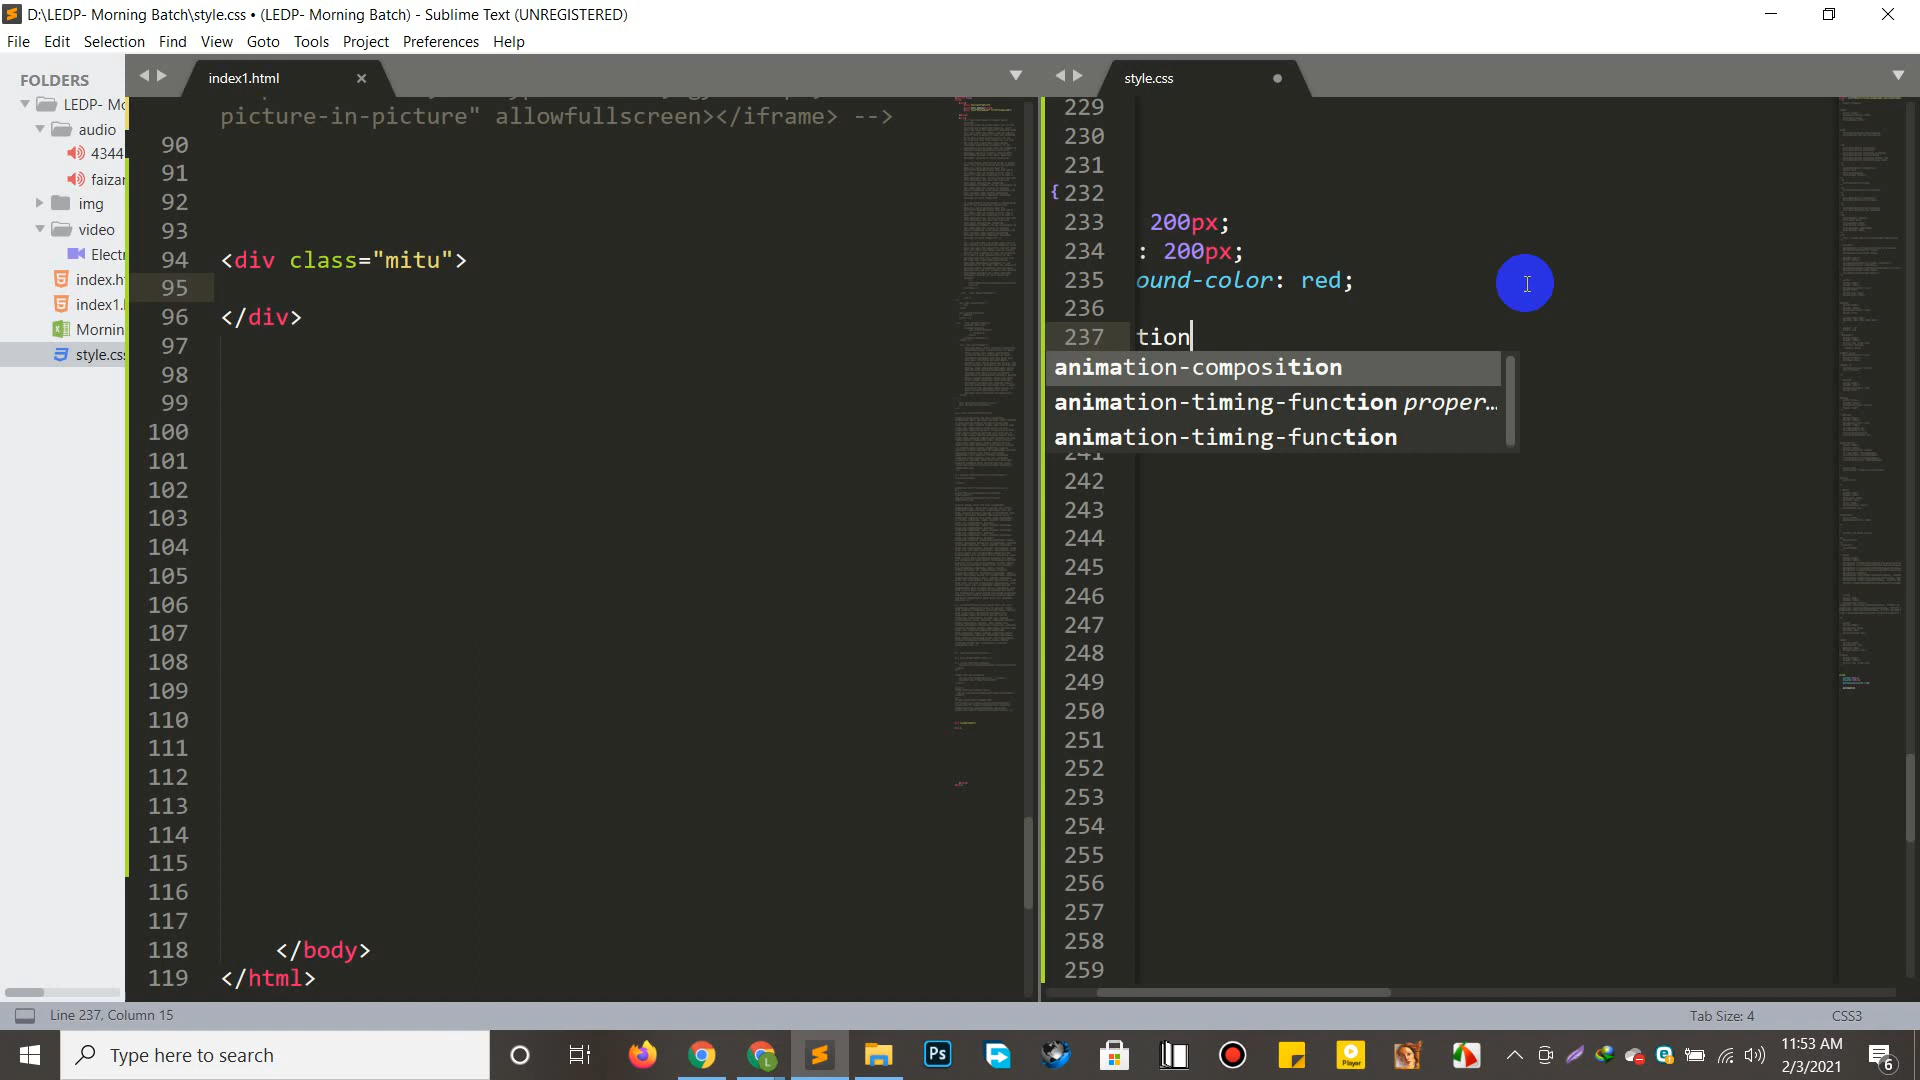 D:\LEDP- Morning Batch\style.css • (LEDP- Morning Batch) - Sublime Text (UNREGISTERED)
File Edit Selection Find View Goto Tools Project Preferences Help
FOLDERS
LEDP- Mo
audio
4344
faizar
img
video
Electr
index.h
index1.
Mornin
style.css
index1.html
picture-in-picture" allowfullscreen></iframe> -->
90
91
92
93
94 <div class="mitu">
95
96 </div>
97
98
99
100
101
102
103
104
105
106
107
108
109
110
111
112
113
114
115
116
117
118 </body>
119 </html>
style.css
229
230
231
{ 232
233 200px;
234 : 200px;
235 ound-color: red;
236
237 tion
animation-composition
animation-timing-function proper…
animation-timing-function
241
242
243
244
245
246
247
248
249
250
251
252
253
254
255
256
257
258
259
Line 237, Column 15
Tab Size: 4
CSS3
Type here to search
L
Ps
Player
11:53 AM
2/3/2021
6